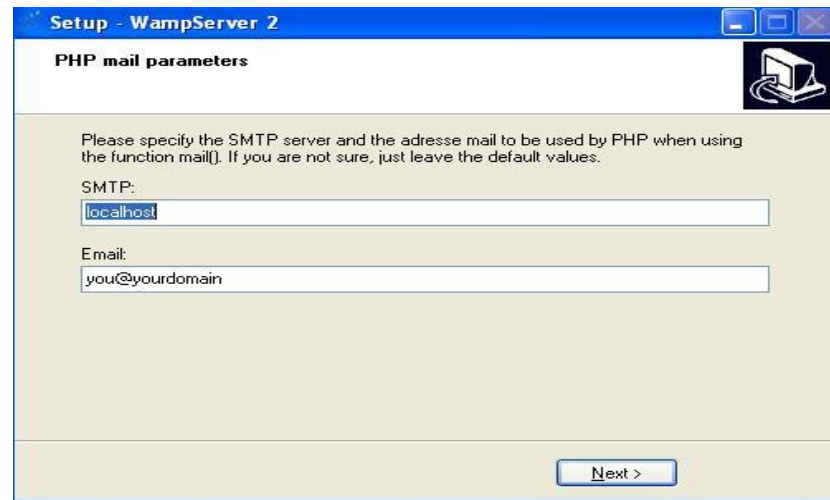 Setup - WampServer 2
PHP mail parameters
Please specify the SMTP server and the adresse mail to be used by PHP when using
the function mail(). If you are not sure, just leave the default values.
SMTP:
localhost
Email:
you@yourdomain
Next >